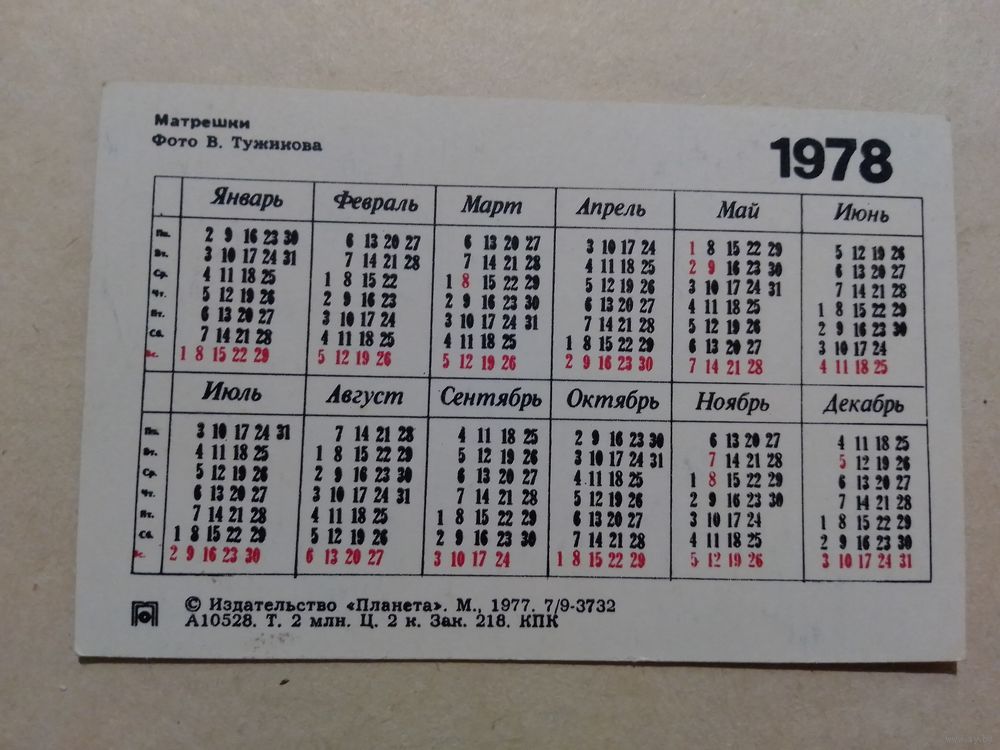 Матрешки
Фото В. Тужикова
1978
Январь Февраль Март Апрель Май Июнь
Пн. 2 9 16 23 30 6 13 20 27 6 13 20 27 3 10 17 24 1 8 15 22 29 5 12 19 26
Вт. 3 10 17 24 31 7 14 21 28 7 14 21 28 4 11 18 25 2 9 16 23 30 6 13 20 27
Ср. 4 11 18 25 1 8 15 22 1 8 15 22 29 5 12 19 26 3 10 17 24 31 7 14 21 28
Чт. 5 12 19 26 2 9 16 23 2 9 16 23 30 6 13 20 27 4 11 18 25 1 8 15 22 29
Пт. 6 13 20 27 3 10 17 24 3 10 17 24 31 7 14 21 28 5 12 19 26 2 9 16 23 30
Сб. 7 14 21 28 4 11 18 25 4 11 18 25 1 8 15 22 29 6 13 20 27 3 10 17 24
Вс. 1 8 15 22 29 5 12 19 26 5 12 19 26 2 9 16 23 30 7 14 21 28 4 11 18 25
Июль Август Сентябрь Октябрь Ноябрь Декабрь
Пн. 3 10 17 24 31 7 14 21 28 4 11 18 25 2 9 16 23 30 6 13 20 27 4 11 18 25
Вт. 4 11 18 25 1 8 15 22 29 5 12 19 26 3 10 17 24 31 7 14 21 28 5 12 19 26
Ср. 5 12 19 26 2 9 16 23 30 6 13 20 27 4 11 18 25 1 8 15 22 29 6 13 20 27
Чт. 6 13 20 27 3 10 17 24 31 7 14 21 28 5 12 19 26 2 9 16 23 30 7 14 21 28
Пт. 7 14 21 28 4 11 18 25 1 8 15 22 29 6 13 20 27 3 10 17 24 1 8 15 22 29
Сб. 1 8 15 22 29 5 12 19 26 2 9 16 23 30 7 14 21 28 4 11 18 25 2 9 16 23 30
Вс. 2 9 16 23 30 6 13 20 27 3 10 17 24 1 8 15 22 29 5 12 19 26 3 10 17 24 31
© Издательство «Планета». М., 1977. 7/9-3732
А10528. Т. 2 млн. Ц. 2 к. Зак. 218. КПК